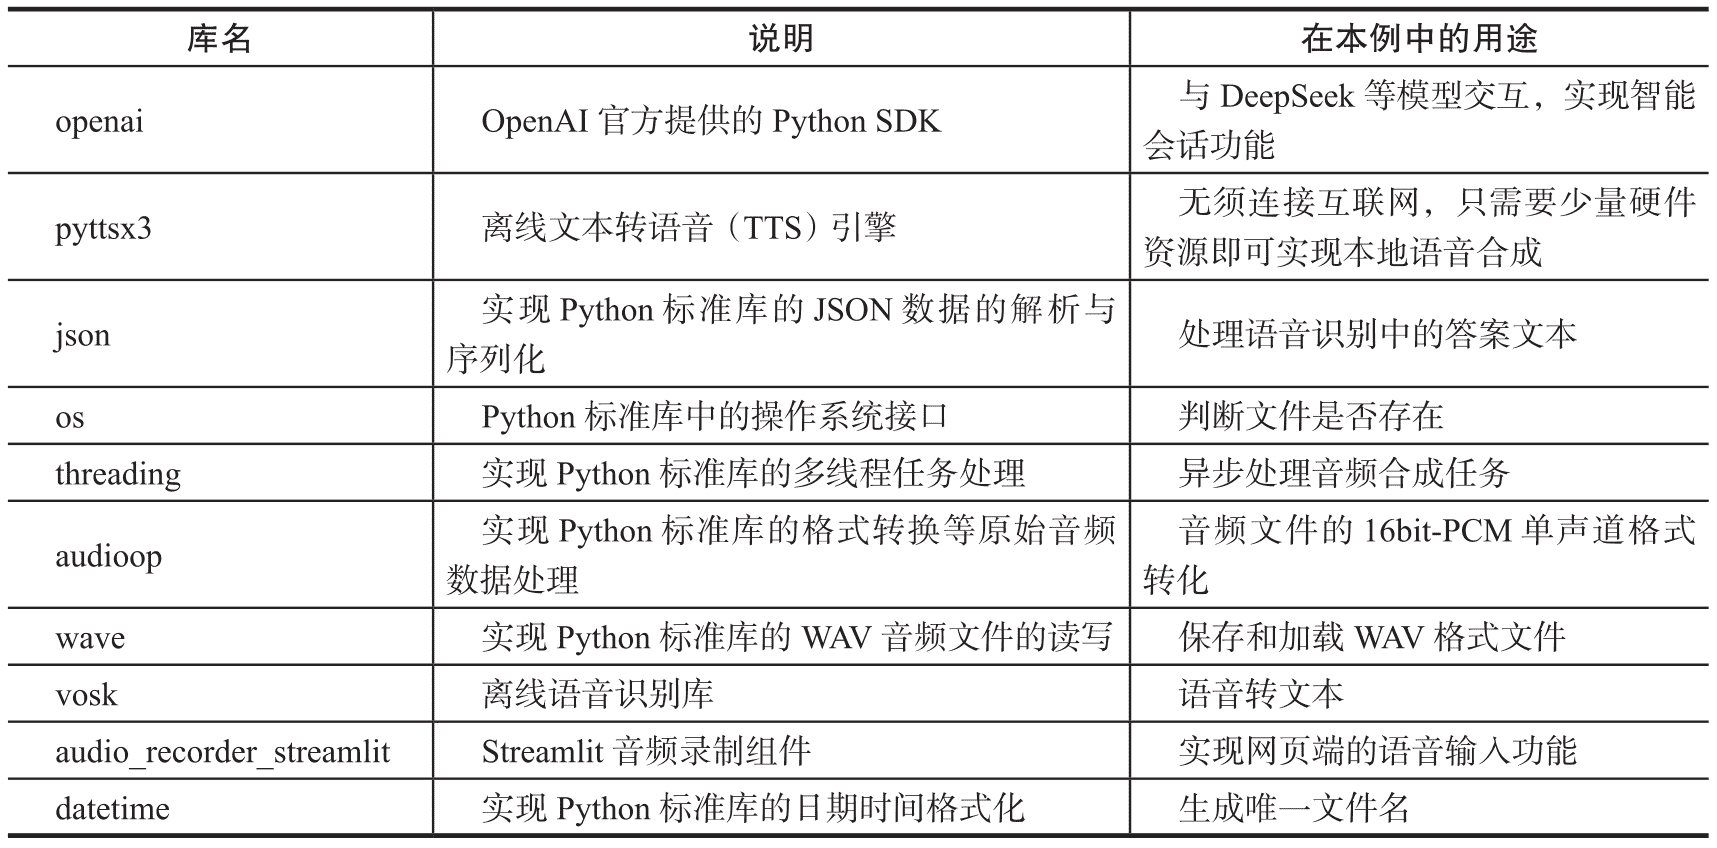 库名 说明 在本例中的用途
openai OpenAI 官方提供的 Python SDK 与 DeepSeek 等模型交互，实现智能
会话功能
pyttsx3 离线文本转语音（TTS）引擎 无须连接互联网，只需要少量硬件
资源即可实现本地语音合成
json 实现 Python 标准库的 JSON 数据的解析与
序列化 处理语音识别中的答案文本
os Python 标准库中的操作系统接口 判断文件是否存在
threading 实现 Python 标准库的多线程任务处理 异步处理音频合成任务
audioop 实现 Python 标准库的格式转换等原始音频
数据处理 音频文件的 16bit-PCM 单声道格式
转化
wave 实现 Python 标准库的 WAV 音频文件的读写 保存和加载 WAV 格式文件
vosk 离线语音识别库 语音转文本
audio_recorder_streamlit Streamlit 音频录制组件 实现网页端的语音输入功能
datetime 实现 Python 标准库的日期时间格式化 生成唯一文件名